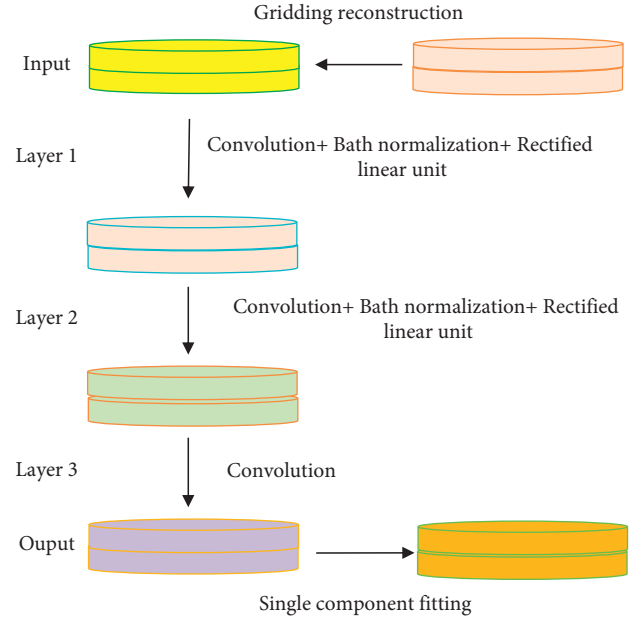 Gridding reconstruction
Input
Layer 1
Convolution+ Bath normalization+ Rectified
linear unit
Layer 2
Convolution+ Bath normalization+ Rectified
linear unit
Layer 3
Convolution
Ouput
Single component fitting